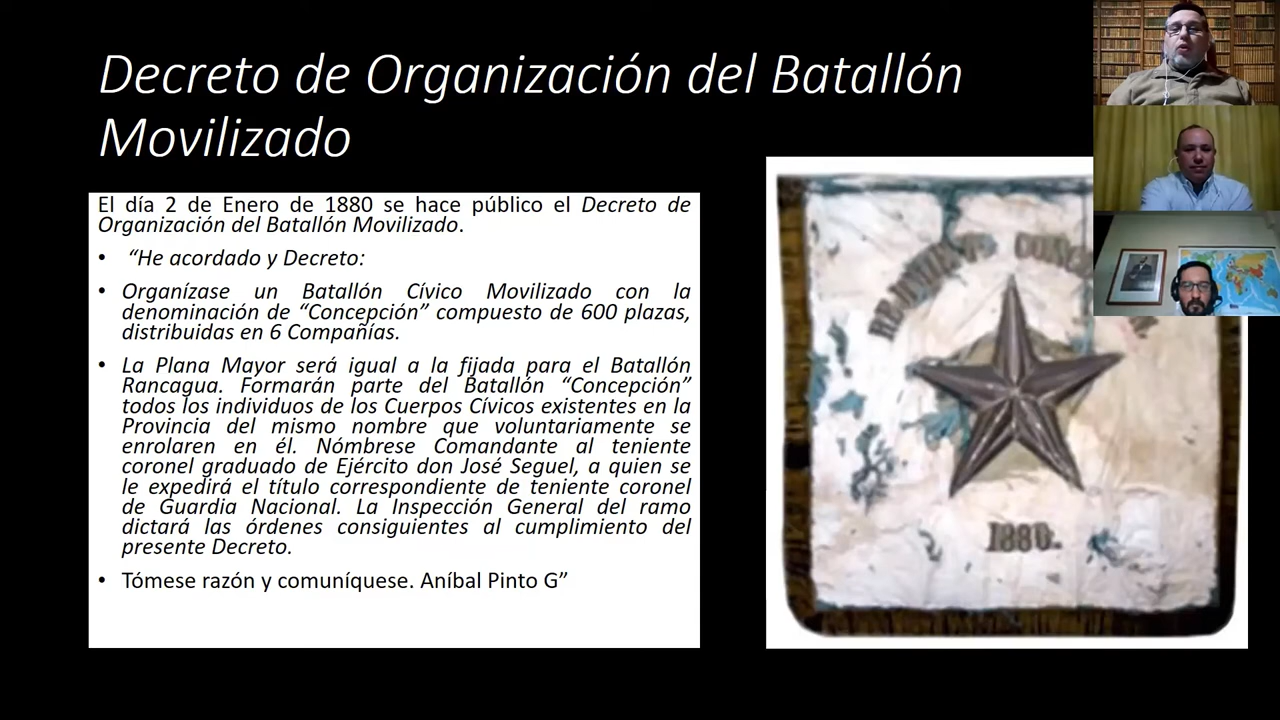 Decreto de Organización del Batallón
Movilizado
El día 2 de Enero de 1880 se hace público el Decreto de
Organización del Batallón Movilizado.
• “He acordado y Decreto:
• Organízase un Batallón Cívico Movilizado con la
denominación de “Concepción” compuesto de 600 plazas,
distribuidas en 6 Compañías.
• La Plana Mayor será igual a la fijada para el Batallón
Rancagua. Formarán parte del Batallón “Concepción”
todos los individuos de los Cuerpos Cívicos existentes en la
Provincia del mismo nombre que voluntariamente se
enrolaren en él. Nómbrese Comandante al teniente
coronel graduado de Ejército don José Seguel, a quien se
le expedirá el título correspondiente de teniente coronel
de Guardia Nacional. La Inspección General del ramo
dictará las órdenes consiguientes al cumplimiento del
presente Decreto.
• Tómese razón y comuníquese. Aníbal Pinto G”
1880.